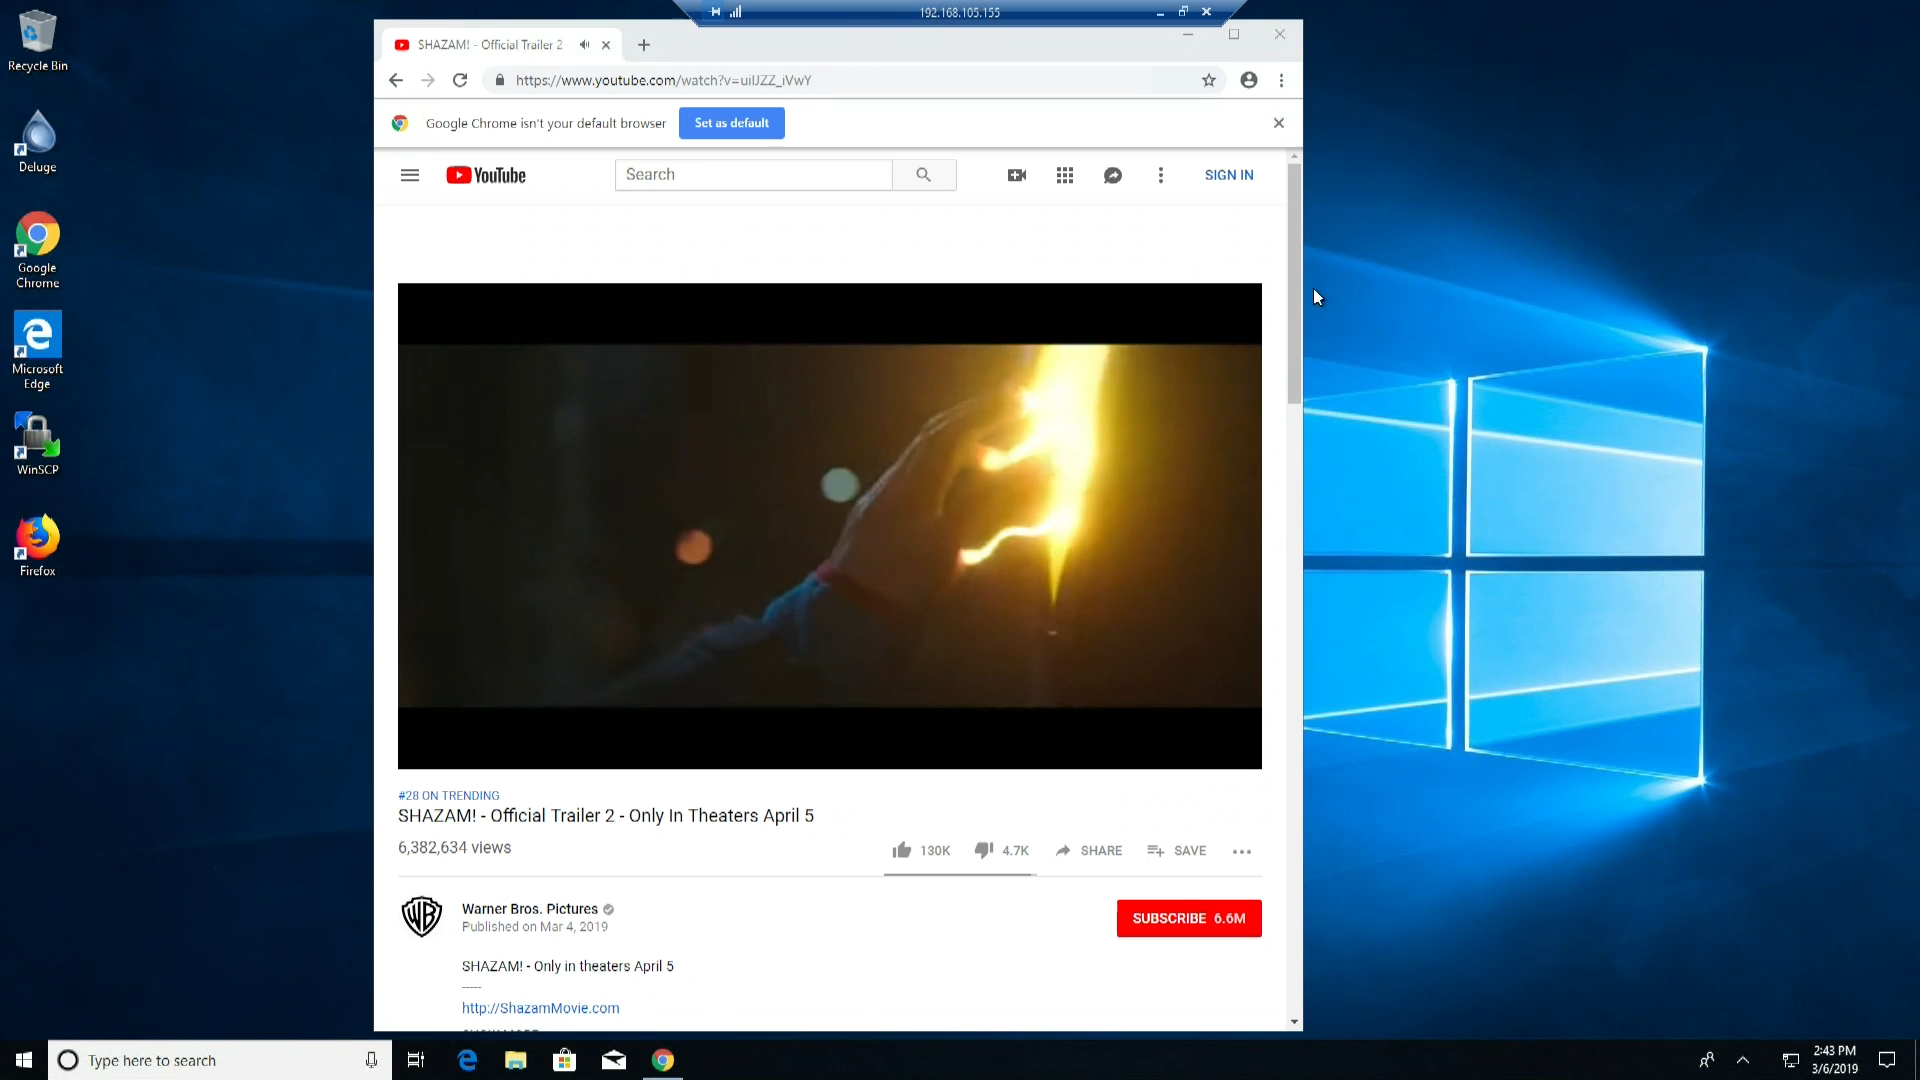 192.168.105.155
Recycle Bin
Deluge
Google
Chrome
Microsoft
Edge
WinSCP
Firefox
SHAZAM! - Official Trailer 2
https://www.youtube.com/watch?v=uilJZZ_iVwY
Google Chrome isn't your default browser
Set as default
YouTube
Search
SIGN IN
#28 ON TRENDING
SHAZAM! - Official Trailer 2 - Only In Theaters April 5
6,382,634 views
130K
4.7K
SHARE
SAVE
Warner Bros. Pictures
Published on Mar 4, 2019
SUBSCRIBE 6.6M
SHAZAM! - Only in theaters April 5
-----
http://ShazamMovie.com
Type here to search
2:43 PM
3/6/2019